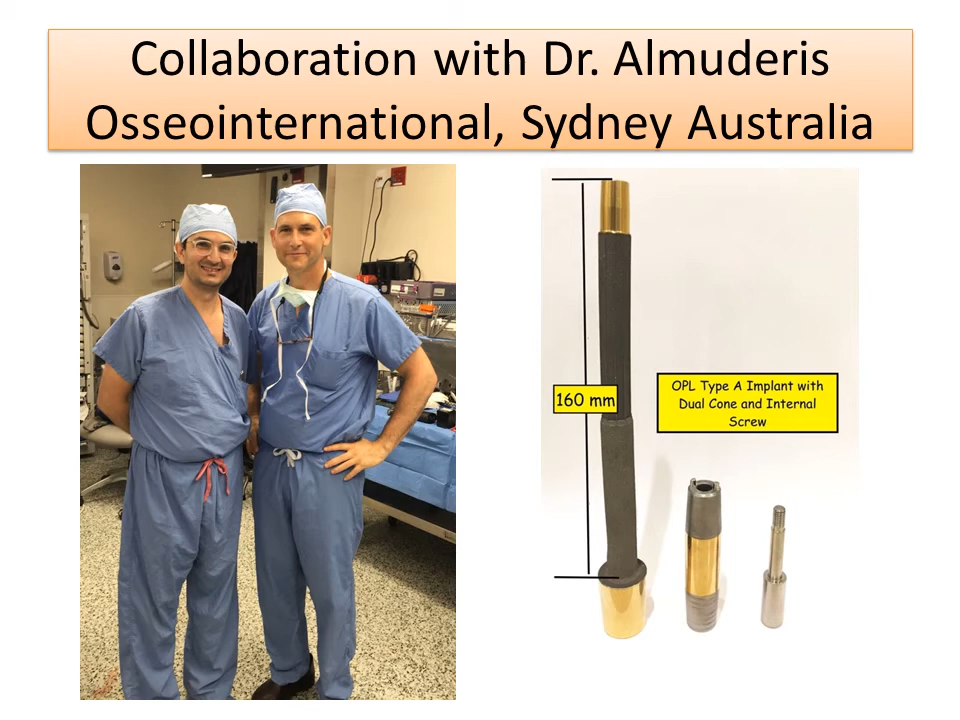 Collaboration with Dr. Almuderis
Osseointernational, Sydney Australia
160 mm
OPL Type A Implant with
Dual Cone and Internal
Screw